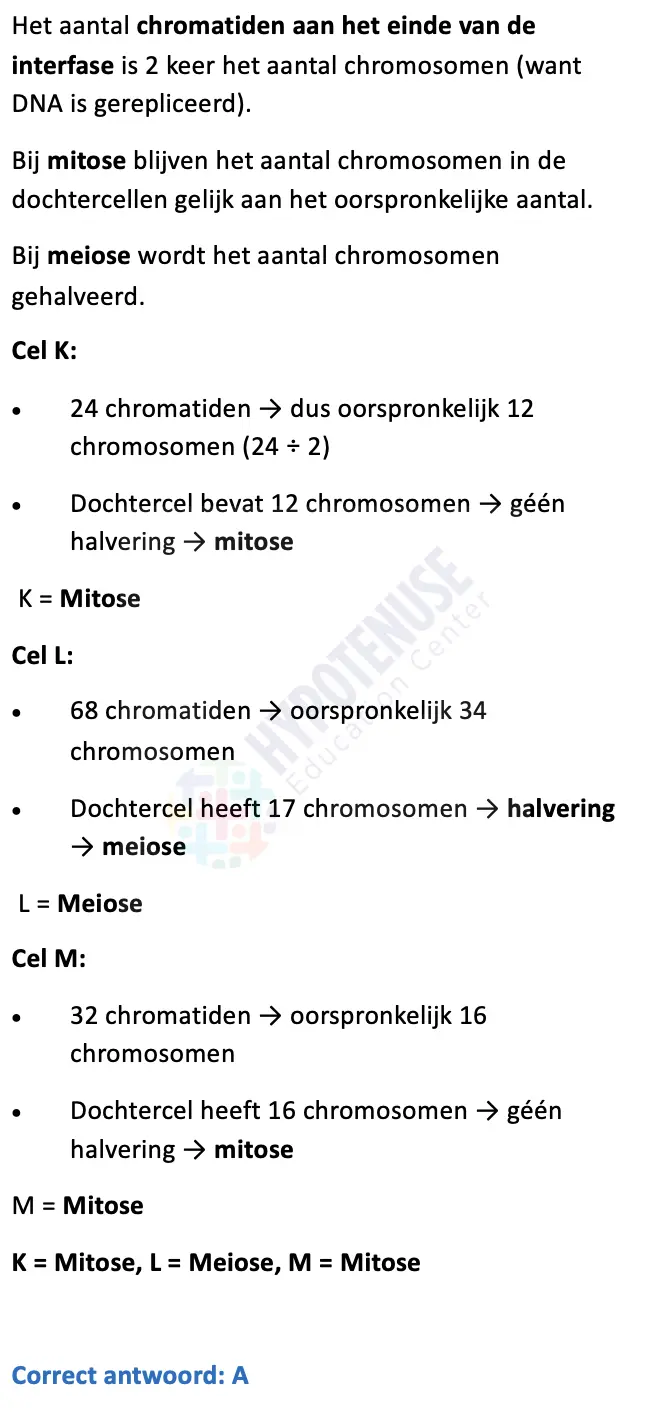 Het aantal chromatiden aan het einde van de
interfase is 2 keer het aantal chromosomen (want
DNA is gerepliceerd).
Bij mitose blijven het aantal chromosomen in de
dochtercellen gelijk aan het oorspronkelijke aantal.
Bij meiose wordt het aantal chromosomen
gehalveerd.
Cel K:
• 24 chromatiden → dus oorspronkelijk 12
chromosomen (24 ÷ 2)
• Dochtercel bevat 12 chromosomen → géén
halvering → mitose
K = Mitose
Cel L:
• 68 chromatiden → oorspronkelijk 34
chromosomen
• Dochtercel heeft 17 chromosomen → halvering
→ meiose
L = Meiose
Cel M:
• 32 chromatiden → oorspronkelijk 16
chromosomen
• Dochtercel heeft 16 chromosomen → géén
halvering → mitose
M = Mitose
K = Mitose, L = Meiose, M = Mitose
Correct antwoord: A
HYPOTENUSE
Education Center